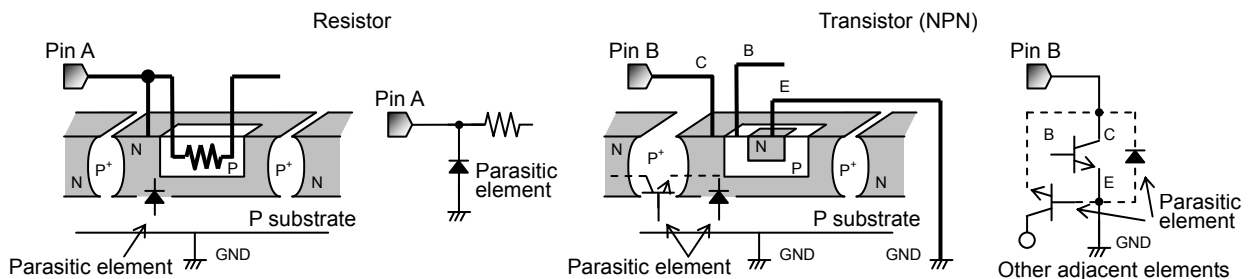 Resistor
Transistor (NPN)
Pin A
N
P+
N
P
P+
N
P substrate
Parasitic element
GND
Pin A
Parasitic
element
Pin B
C
B
E
N
P+
N
P
P+
N
N
P substrate
Parasitic element
GND
GND
Pin B
B
C
E
Parasitic
element
GND
Other adjacent elements